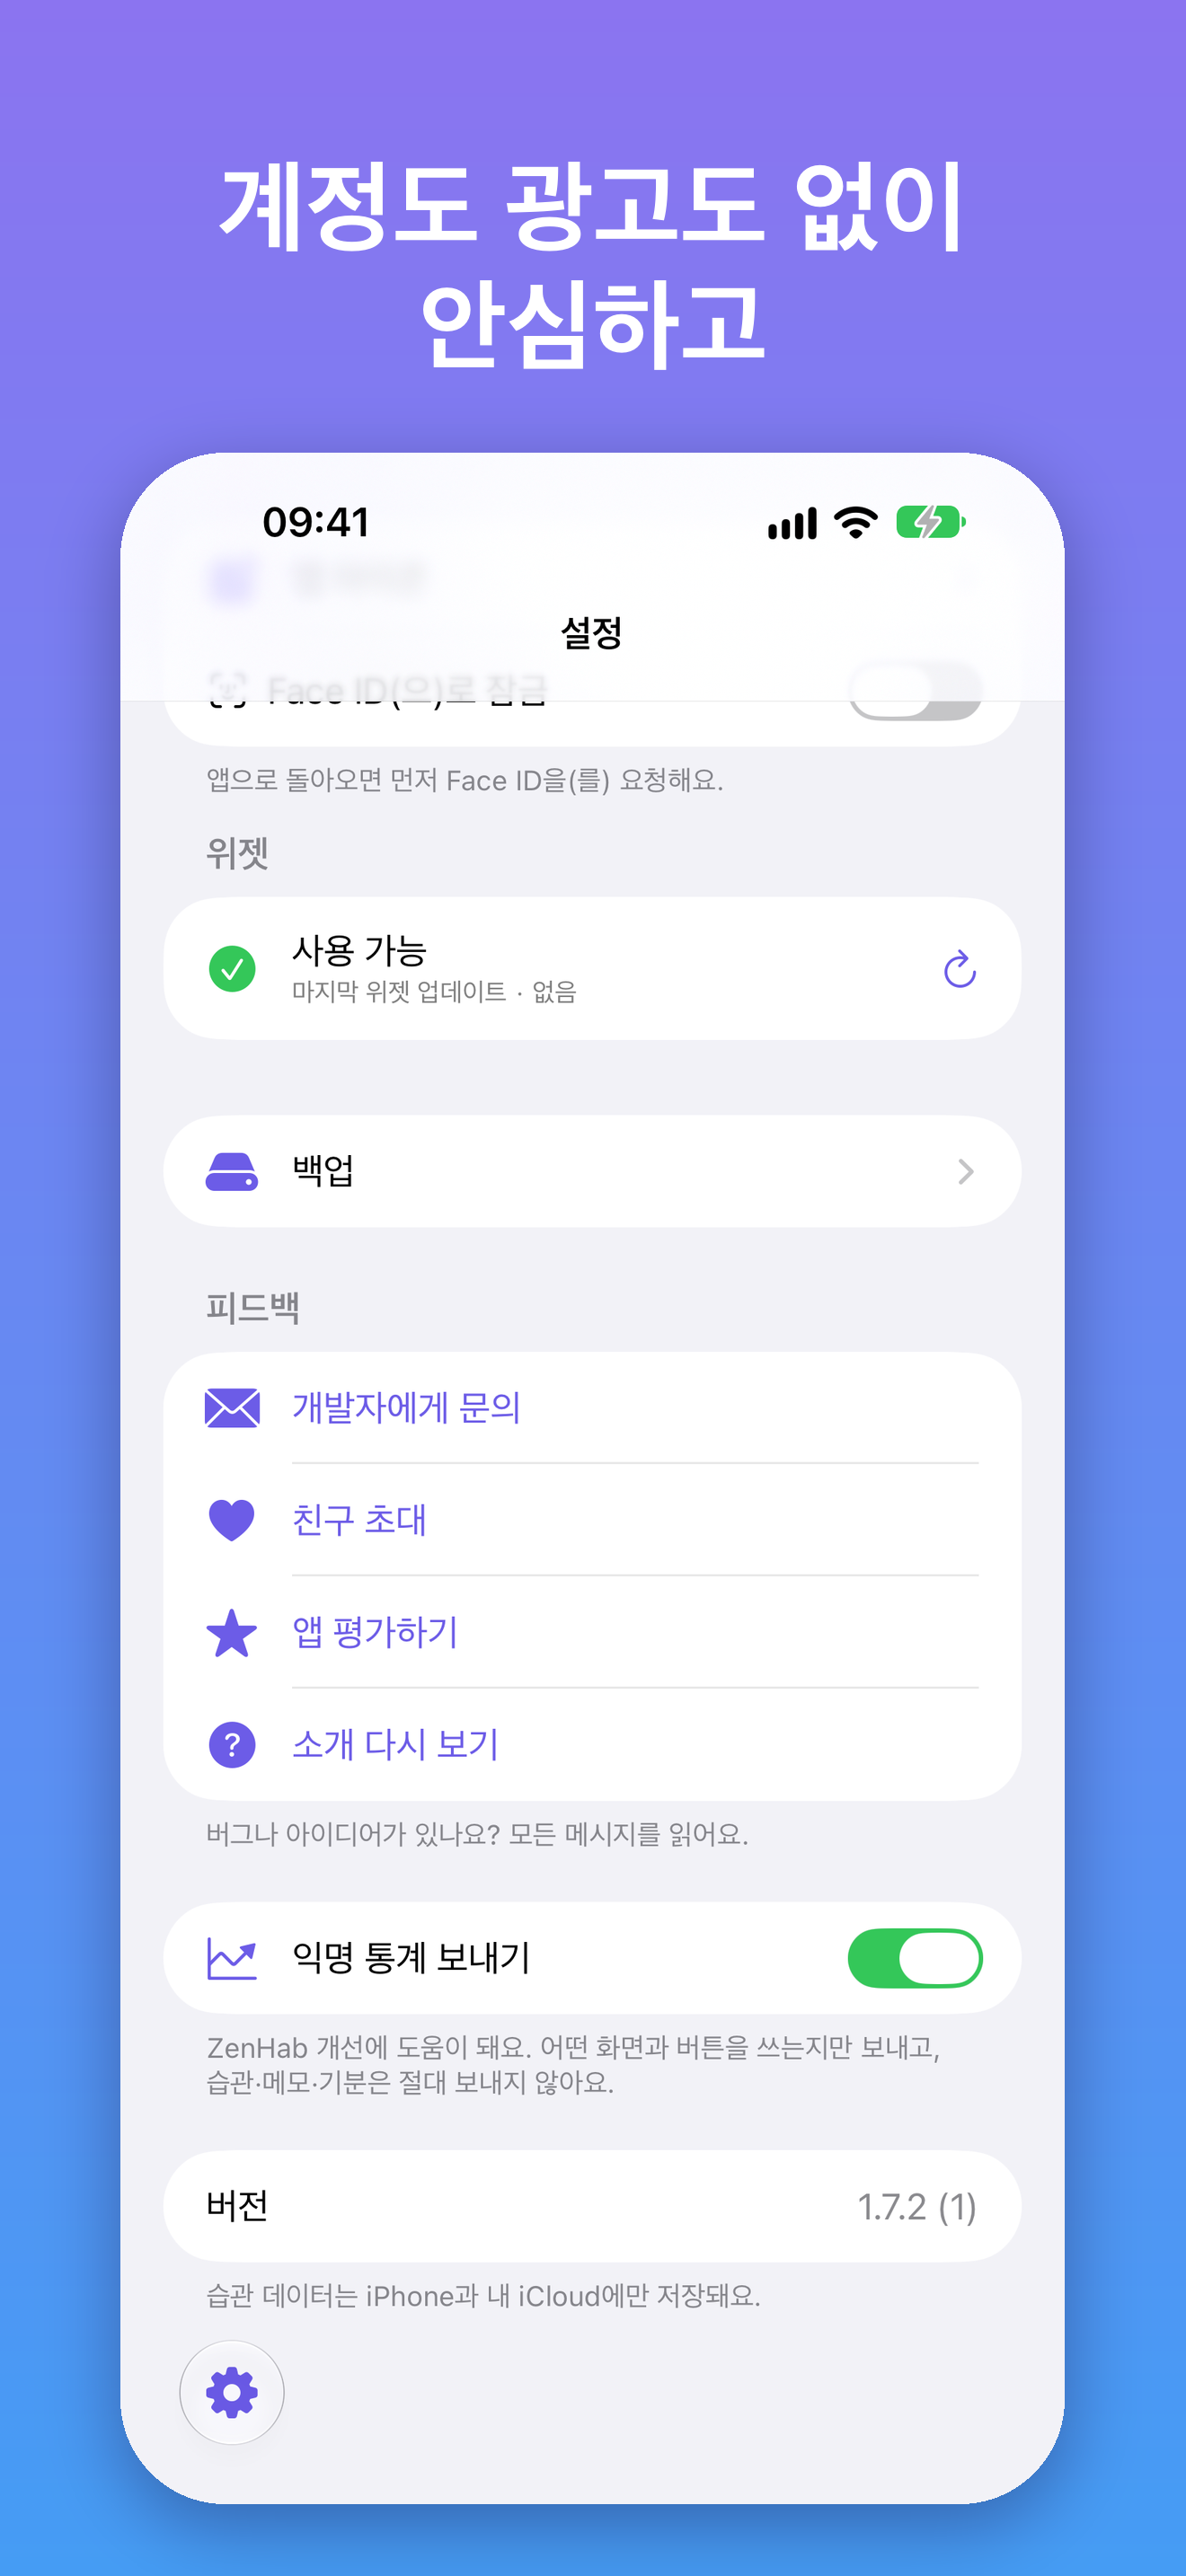 계정도 광고도 없이
안심하고
09:41
설정
Face ID(으)로 잠금
앱으로 돌아오면 먼저 Face ID을(를) 요청해요.
위젯
사용 가능
마지막 위젯 업데이트 · 없음
백업
피드백
개발자에게 문의
친구 초대
앱 평가하기
소개 다시 보기
버그나 아이디어가 있나요? 모든 메시지를 읽어요.
익명 통계 보내기
ZenHab 개선에 도움이 돼요. 어떤 화면과 버튼을 쓰는지만 보내고,
습관·메모·기분은 절대 보내지 않아요.
버전 1.7.2 (1)
습관 데이터는 iPhone과 내 iCloud에만 저장돼요.